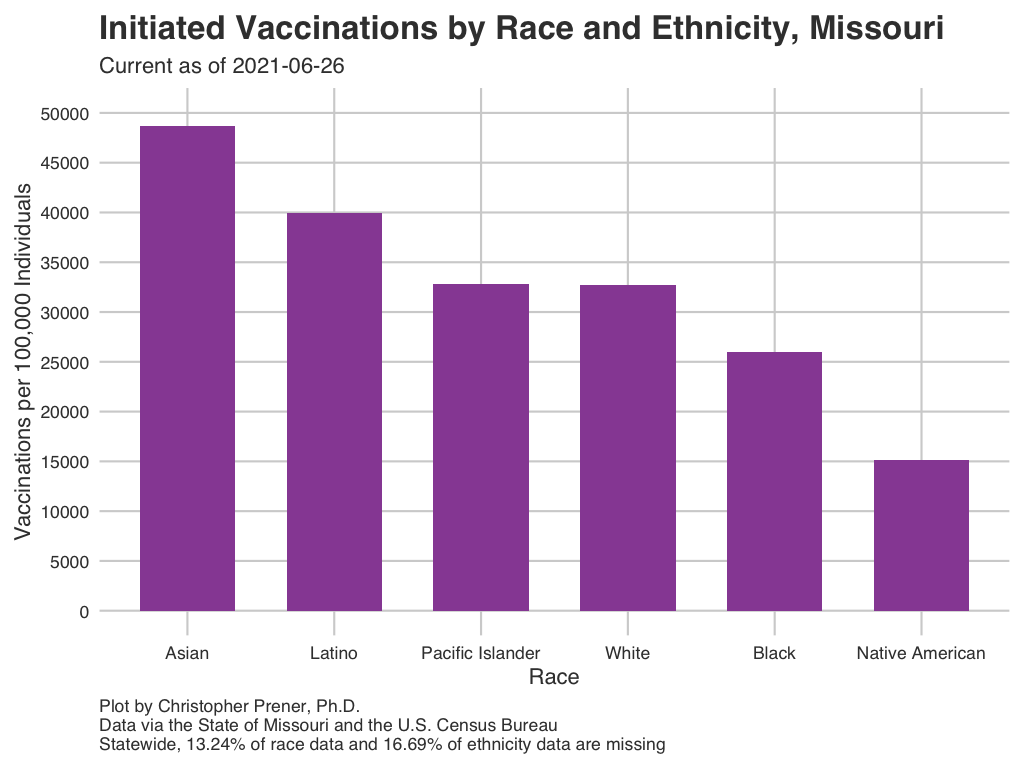 Initiated Vaccinations by Race and Ethnicity, Missouri
Current as of 2021-06-26
Vaccinations per 100,000 Individuals
50000
45000
40000
35000
30000
25000
20000
15000
10000
5000
0
Asian
Latino
Pacific Islander
White
Black
Native American
Race
Plot by Christopher Prener, Ph.D.
Data via the State of Missouri and the U.S. Census Bureau
Statewide, 13.24% of race data and 16.69% of ethnicity data are missing